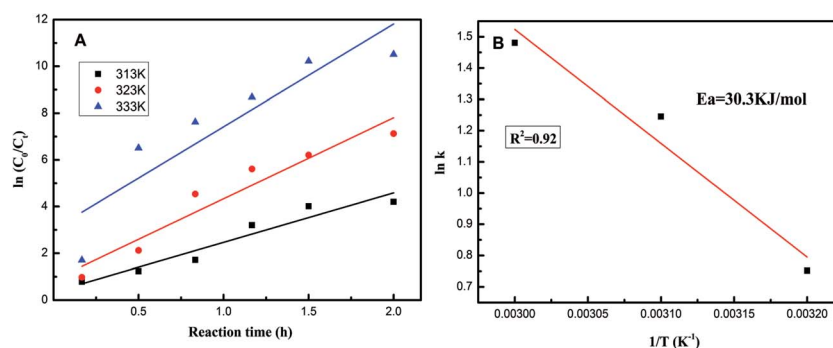 A
12
10
8
6
4
2
0
ln (C₀/C₁)
313K
323K
333K
0.5
1.0
1.5
2.0
Reaction time (h)
B
1.5
1.4
1.3
1.2
1.1
1.0
0.9
0.8
0.7
ln k
Ea=30.3KJ/mol
R²=0.92
0.00300
0.00305
0.00310
0.00315
0.00320
1/T (K⁻¹)